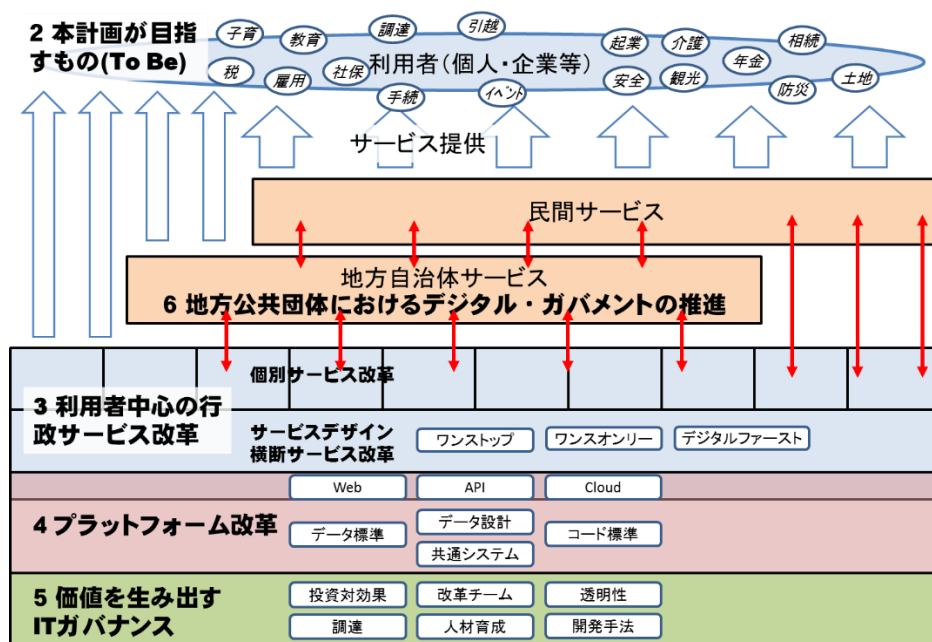 2 本計画が目指
すもの(To Be)
子育
教育
調達
引越
起業
介護
相続
税
雇用
社保
利用者(個人・企業等)
手続
イベント
安全
観光
年金
防災
土地
サービス提供
民間サービス
地方自治体サービス
6 地方公共団体におけるデジタル・ガバメントの推進
個別サービス改革
3 利用者中心の行
政サービス改革
サービスデザイン
横断サービス改革
ワンストップ
ワンスオンリー
デジタルファースト
Web
API
Cloud
4 プラットフォーム改革
データ標準
データ設計
共通システム
コード標準
5 価値を生み出す
ITガバナンス
投資対効果
改革チーム
透明性
調達
人材育成
開発手法